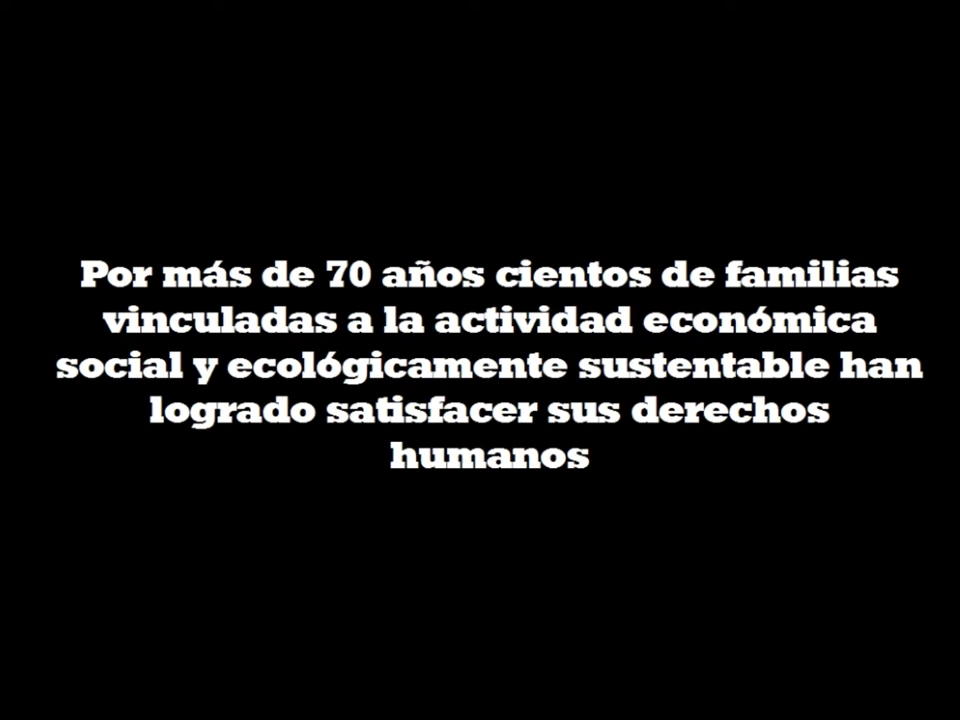 Por más de 70 años cientos de familias
vinculadas a la actividad económica
social y ecológicamente sustentable han
logrado satisfacer sus derechos
humanos